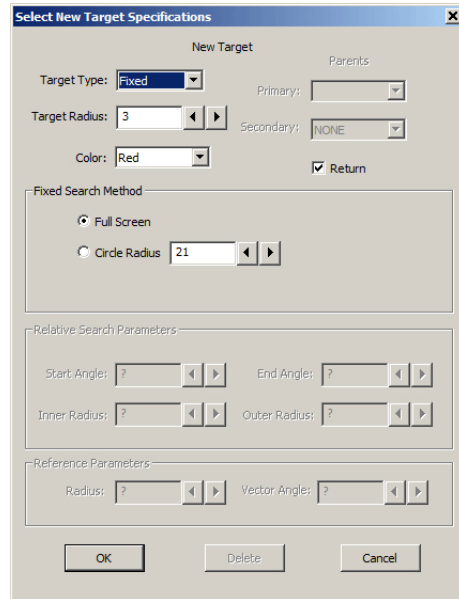 Select New Target Specifications
New Target
Parents
Target Type: Fixed
Primary:
Target Radius: 3
Secondary: NONE
Color: Red
Return
Fixed Search Method
Full Screen
Circle Radius 21
Relative Search Parameters
Start Angle: ? End Angle: ?
Inner Radius: ? Outer Radius: ?
Reference Parameters
Radius: ? Vector Angle: ?
OK Delete Cancel